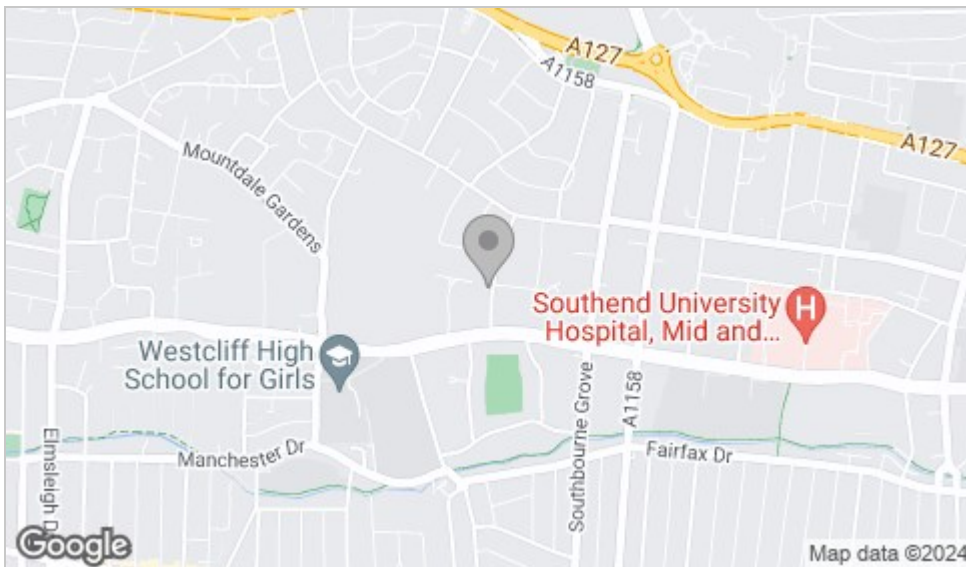 A127
A1158
A127
Mountdale Gardens
Southend University
Hospital, Mid and...
H
Westcliff High
School for Girls
Southbourne Grove
A1158
Elmsleigh D
Manchester Dr
Fairfax Dr
Google
Map data ©2024